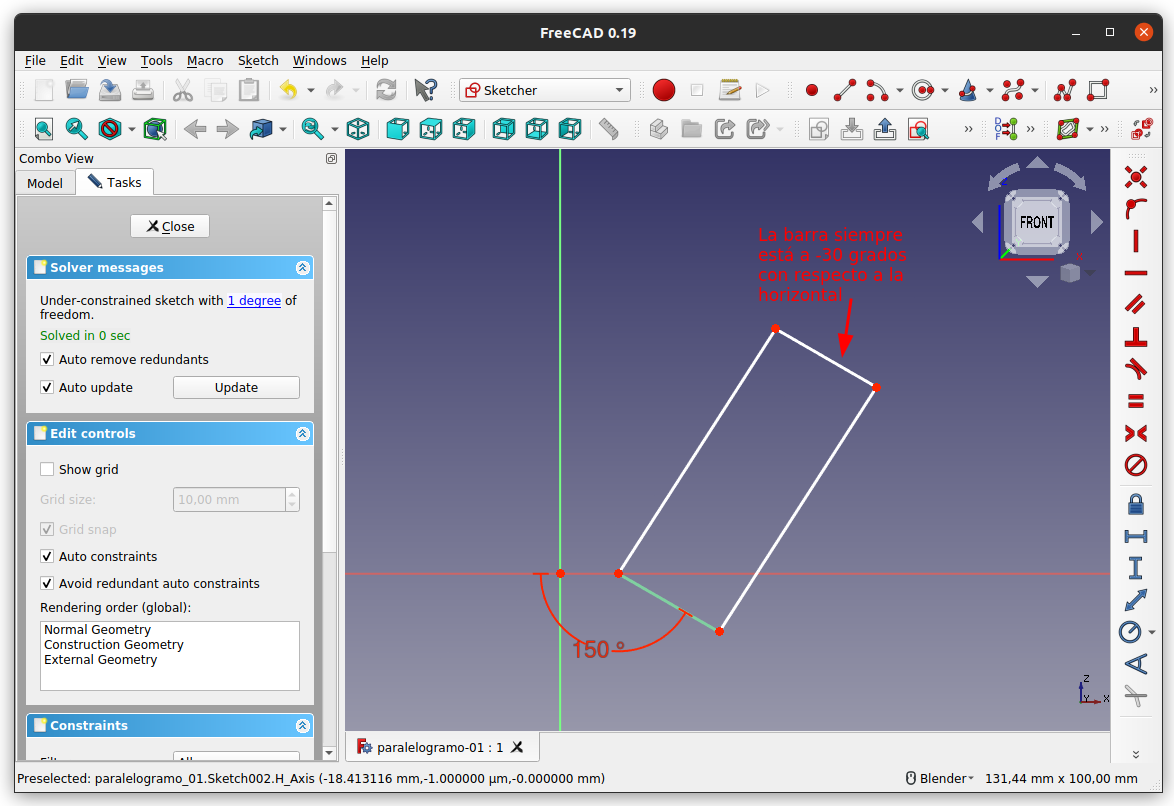 FreeCAD 0.19
File Edit View Tools Macro Sketch Windows Help
Sketcher
Combo View
Model
Tasks
Close
Solver messages
Under-constrained sketch with 1 degree of
freedom.
Solved in 0 sec
Auto remove redundants
Auto update
Update
Edit controls
Show grid
Grid size:
10,00 mm
Grid snap
Auto constraints
Avoid redundant auto constraints
Rendering order (global):
Normal Geometry
Construction Geometry
External Geometry
Constraints
La barra siempre
está a -30 grados
con respecto a la
horizontal
FRONT
Z
150 °
Z
Y
X
paralelogramo-01 : 1
Preselected: paralelogramo_01.Sketch002.H_Axis (-18.413116 mm,-1.000000 µm,-0.000000 mm)
Blender
131,44 mm x 100,00 mm